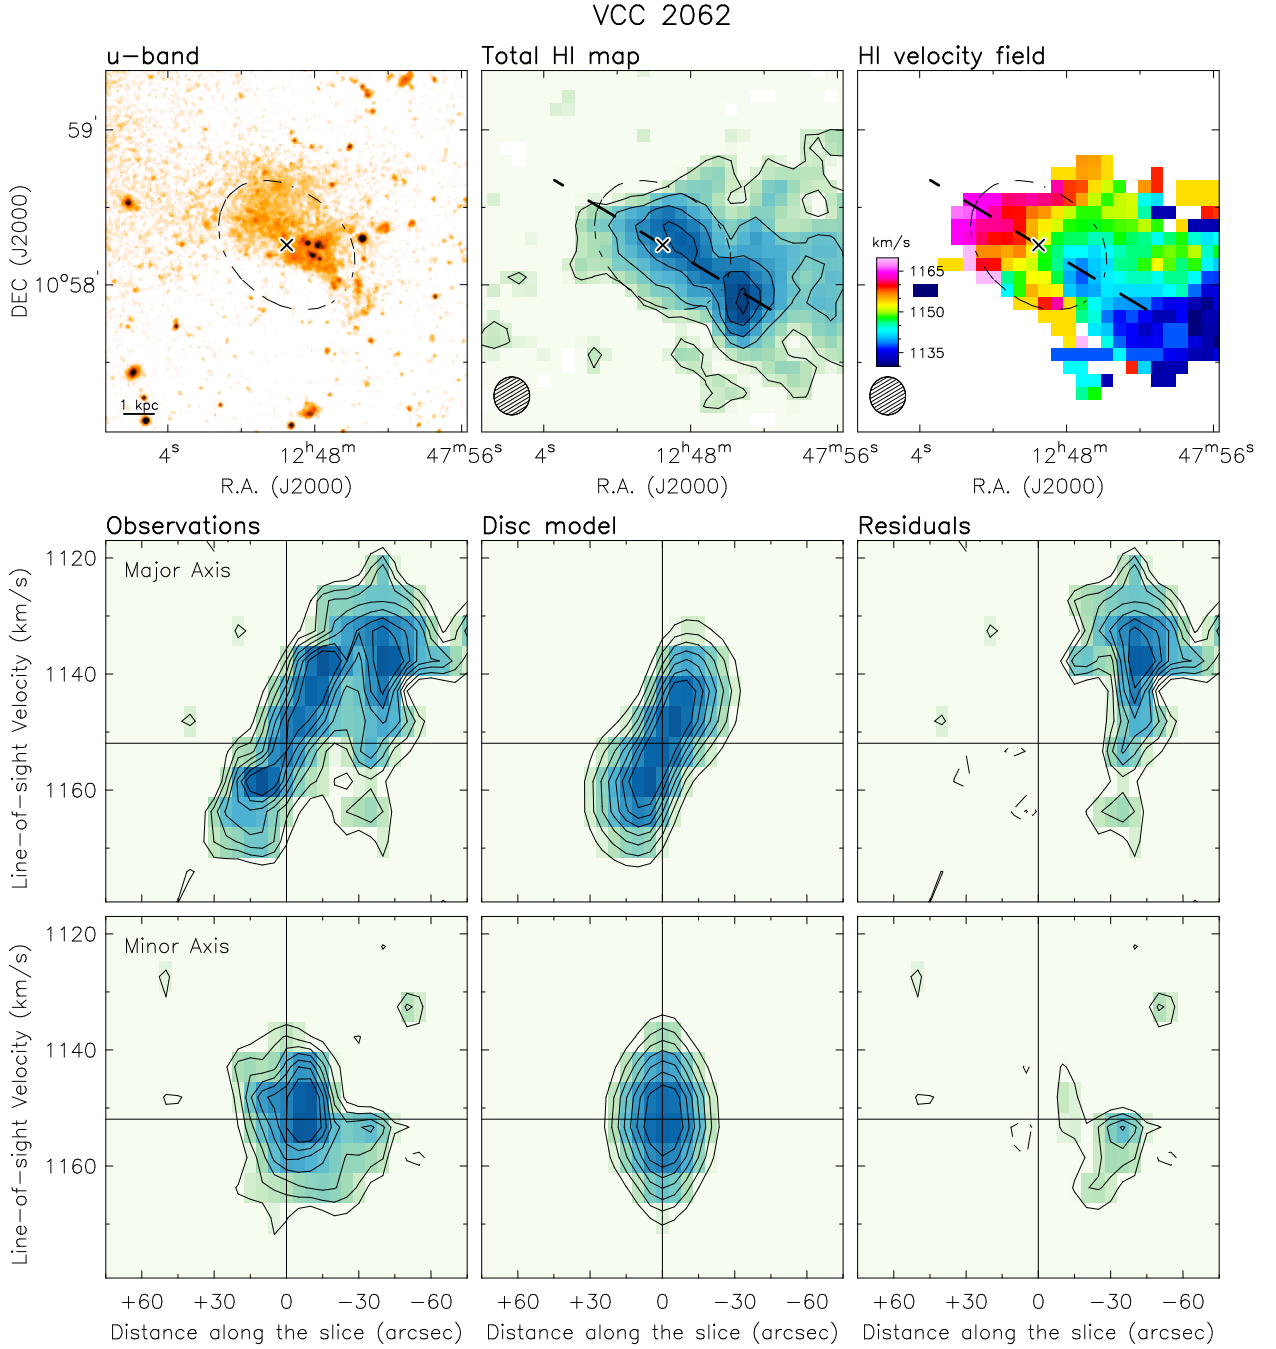 VCC 2062
u-band
Total HI map
HI velocity field
DEC (J2000)
59'
10°58'
1 kpc
km/s
1165
1150
1135
4s 12h48m 47m56s
4s 12h48m 47m56s
4s 12h48m 47m56s
R.A. (J2000)
R.A. (J2000)
R.A. (J2000)
Observations
Disc model
Residuals
Line-of-sight Velocity (km/s)
1120
1140
1160
Major Axis
Line-of-sight Velocity (km/s)
1120
1140
1160
Minor Axis
+60 +30 0 -30 -60
+60 +30 0 -30 -60
+60 +30 0 -30 -60
Distance along the slice (arcsec)
Distance along the slice (arcsec)
Distance along the slice (arcsec)